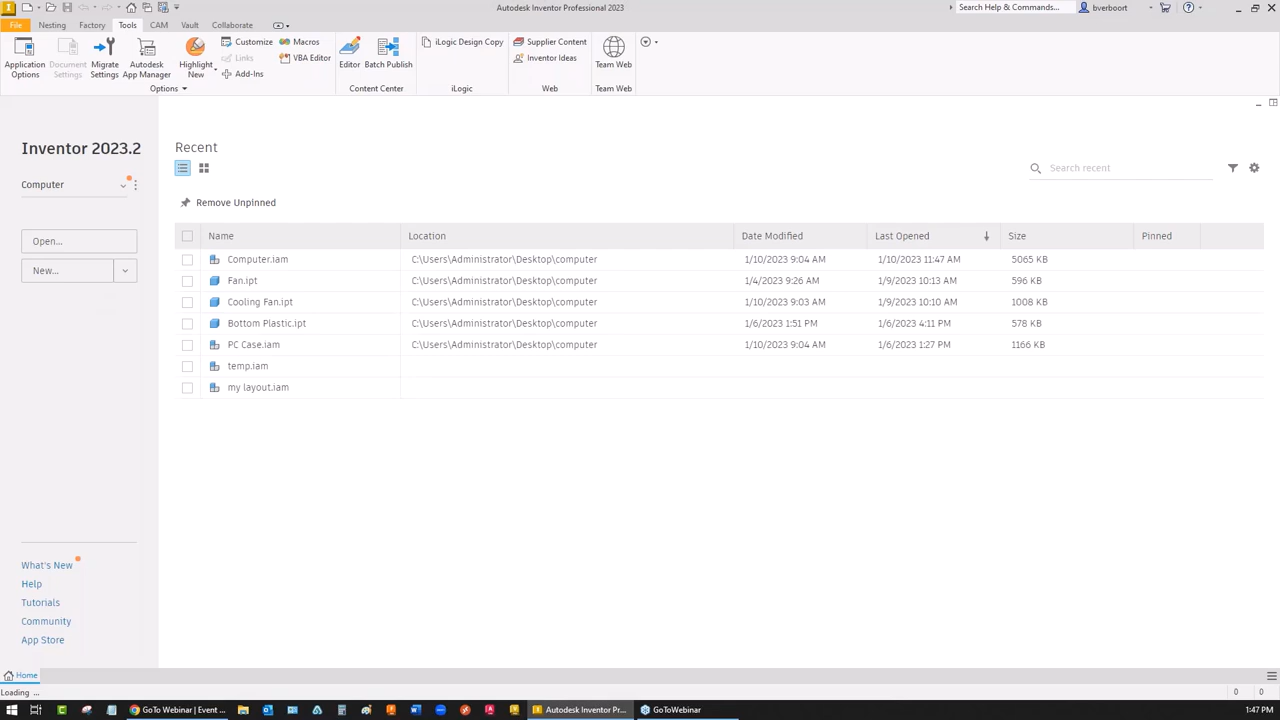 Autodesk Inventor Professional 2023
Search Help & Commands...
bverboort
File Nesting Factory Tools CAM Vault Collaborate
Application Options
Document Settings
Migrate Settings
Autodesk App Manager
Highlight New
Customize
Links
Add-Ins
Macros
VBA Editor
Options
Editor
Batch Publish
Content Center
iLogic Design Copy
iLogic
Supplier Content
Inventor Ideas
Web
Team Web
Team Web
Inventor 2023.2
Computer
Open...
New...
What's New
Help
Tutorials
Community
App Store
Recent
Search recent
Remove Unpinned
Name Location Date Modified Last Opened Size Pinned
Computer.iam C:\Users\Administrator\Desktop\computer 1/10/2023 9:04 AM 1/10/2023 11:47 AM 5065 KB
Fan.ipt C:\Users\Administrator\Desktop\computer 1/4/2023 9:26 AM 1/9/2023 10:13 AM 596 KB
Cooling Fan.ipt C:\Users\Administrator\Desktop\computer 1/10/2023 9:03 AM 1/9/2023 10:10 AM 1008 KB
Bottom Plastic.ipt C:\Users\Administrator\Desktop\computer 1/6/2023 1:51 PM 1/6/2023 4:11 PM 578 KB
PC Case.iam C:\Users\Administrator\Desktop\computer 1/10/2023 9:04 AM 1/6/2023 1:27 PM 1166 KB
temp.iam
my layout.iam
Home
Loading ...
0 0
GoTo Webinar | Event ...
Autodesk Inventor Pr...
GoToWebinar
1:47 PM